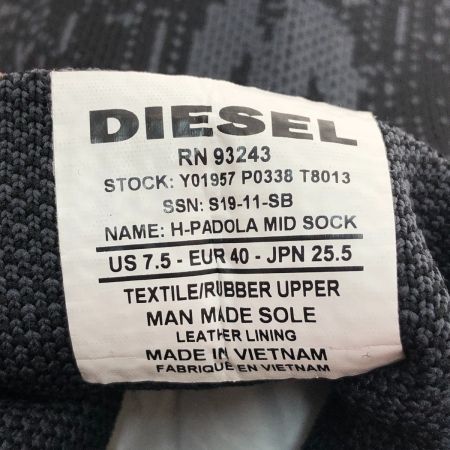 DIESEL
RN 93243
STOCK: Y01957 P0338 T8013
SSN: S19-11-SB
NAME: H-PADOLA MID SOCK
US 7.5 - EUR 40 - JPN 25.5
TEXTILE/RUBBER UPPER
MAN MADE SOLE
LEATHER LINING
MADE IN VIETNAM
FABRIQUE EN VIETNAM